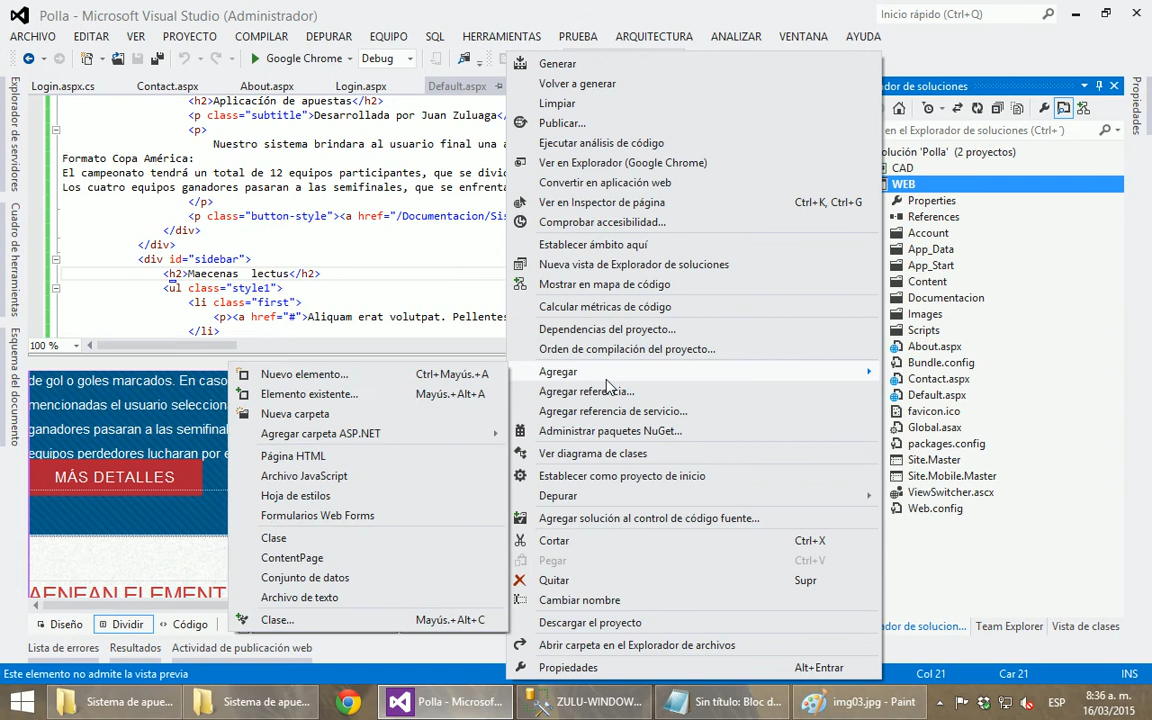 Polla - Microsoft Visual Studio (Administrador)
Inicio rápido (Ctrl+Q)
ARCHIVO EDITAR VER PROYECTO COMPILAR DEPURAR EQUIPO SQL HERRAMIENTAS PRUEBA ARQUITECTURA ANALIZAR VENTANA AYUDA
Google Chrome Debug
Login.aspx.cs Contact.aspx About.aspx Login.aspx Default.aspx
Explorador de servidores
Cuadro de herramientas
Esquema del documento
<h2>Aplicación de apuestas</h2>
<p class="subtitle">Desarrollada por Juan Zuluaga<
<p>
Nuestro sistema brindara al usuario final una a
Formato Copa América:
El campeonato tendrá un total de 12 equipos participantes, que se divid
Los cuatro equipos ganadores pasaran a las semifinales, que se enfrenta
</p>
<p class="button-style"><a href="/Documentacion/Sis
</div>
</div>
<div id="sidebar">
<h2>Maecenas lectus</h2>
<ul class="style1">
<li class="first">
<p><a href="#">Aliquam erat volutpat. Pellentes
</li>
100 %
de gol o goles marcados. En caso
mencionadas el usuario seleccion
ganadores pasaran a las semifinal
equipos perdedores lucharan por e
MÁS DETALLES
AENEAN ELEMENT
Diseño Dividir Código
Lista de errores Resultados Actividad de publicación web
Este elemento no admite la vista previa
Col 21 Car 21 INS
Nuevo elemento... Ctrl+Mayús.+A
Elemento existente... Mayús.+Alt+A
Nueva carpeta
Agregar carpeta ASP.NET
Página HTML
Archivo JavaScript
Hoja de estilos
Formularios Web Forms
Clase
ContentPage
Conjunto de datos
Archivo de texto
Clase... Mayús.+Alt+C
Generar
Volver a generar
Limpiar
Publicar...
Ejecutar análisis de código
Ver en Explorador (Google Chrome)
Convertir en aplicación web
Ver en Inspector de página Ctrl+K, Ctrl+G
Comprobar accesibilidad...
Establecer ámbito aquí
Nueva vista de Explorador de soluciones
Mostrar en mapa de código
Calcular métricas de código
Dependencias del proyecto...
Orden de compilación del proyecto...
Agregar
Agregar referencia...
Agregar referencia de servicio...
Administrar paquetes NuGet...
Ver diagrama de clases
Establecer como proyecto de inicio
Depurar
Agregar solución al control de código fuente...
Cortar Ctrl+X
Pegar Ctrl+V
Quitar Supr
Cambiar nombre
Descargar el proyecto
Abrir carpeta en el Explorador de archivos
Propiedades Alt+Entrar
dor de soluciones
en el Explorador de soluciones (Ctrl+´)
olución 'Polla' (2 proyectos)
CAD
WEB
Properties
References
Account
App_Data
App_Start
Content
Documentacion
Images
Scripts
About.aspx
Bundle.config
Contact.aspx
Default.aspx
favicon.ico
Global.asax
packages.config
Site.Master
Site.Mobile.Master
ViewSwitcher.ascx
Web.config
dor de solucion... Team Explorer Vista de clases
Propiedades
Sistema de apue... Sistema de apue... Polla - Microsoft... ZULU-WINDOW... Sin título: Bloc d... img03.jpg - Paint
ESP
8:36 a. m.
16/03/2015